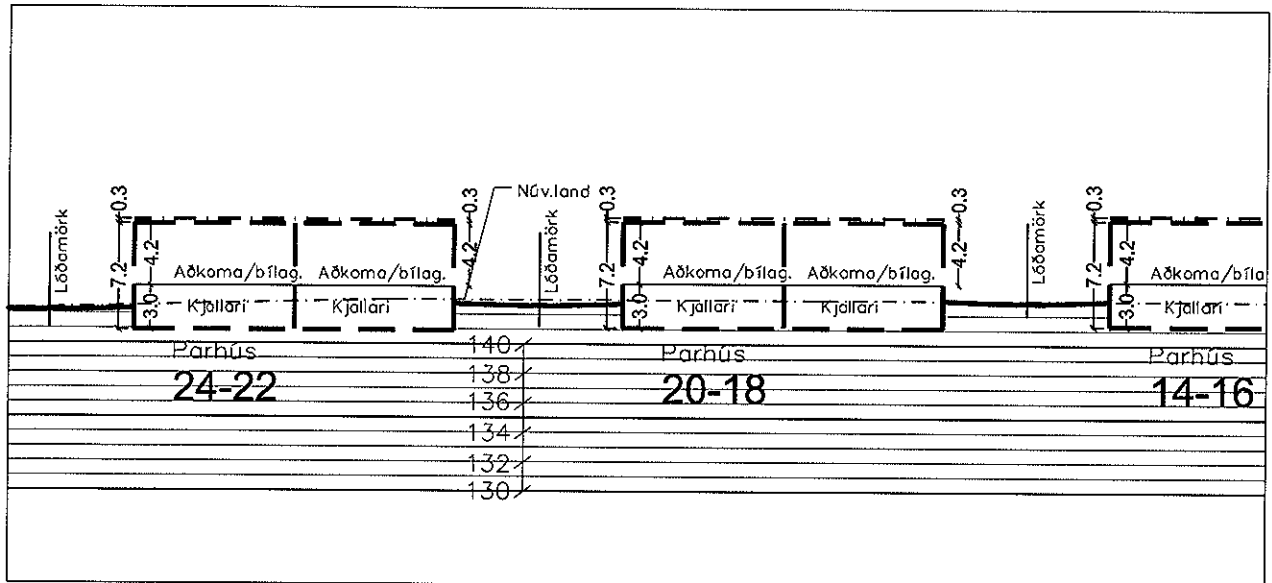 0.3
7.2
4.2
3.0
Lóðamörk
Aðkoma/bílag.
Aðkoma/bílag.
Kjallari
Kjallari
0.3
4.2
Núv.land
Lóðamörk
0.3
7.2
4.2
3.0
Aðkoma/bílag.
Aðkoma/bílag.
Kjallari
Kjallari
0.3
4.2
Lóðamörk
0.3
7.2
4.2
3.0
Aðkoma/bíla
Kjallari
Parhús
24-22
Parhús
20-18
Parhús
14-16
140
138
136
134
132
130